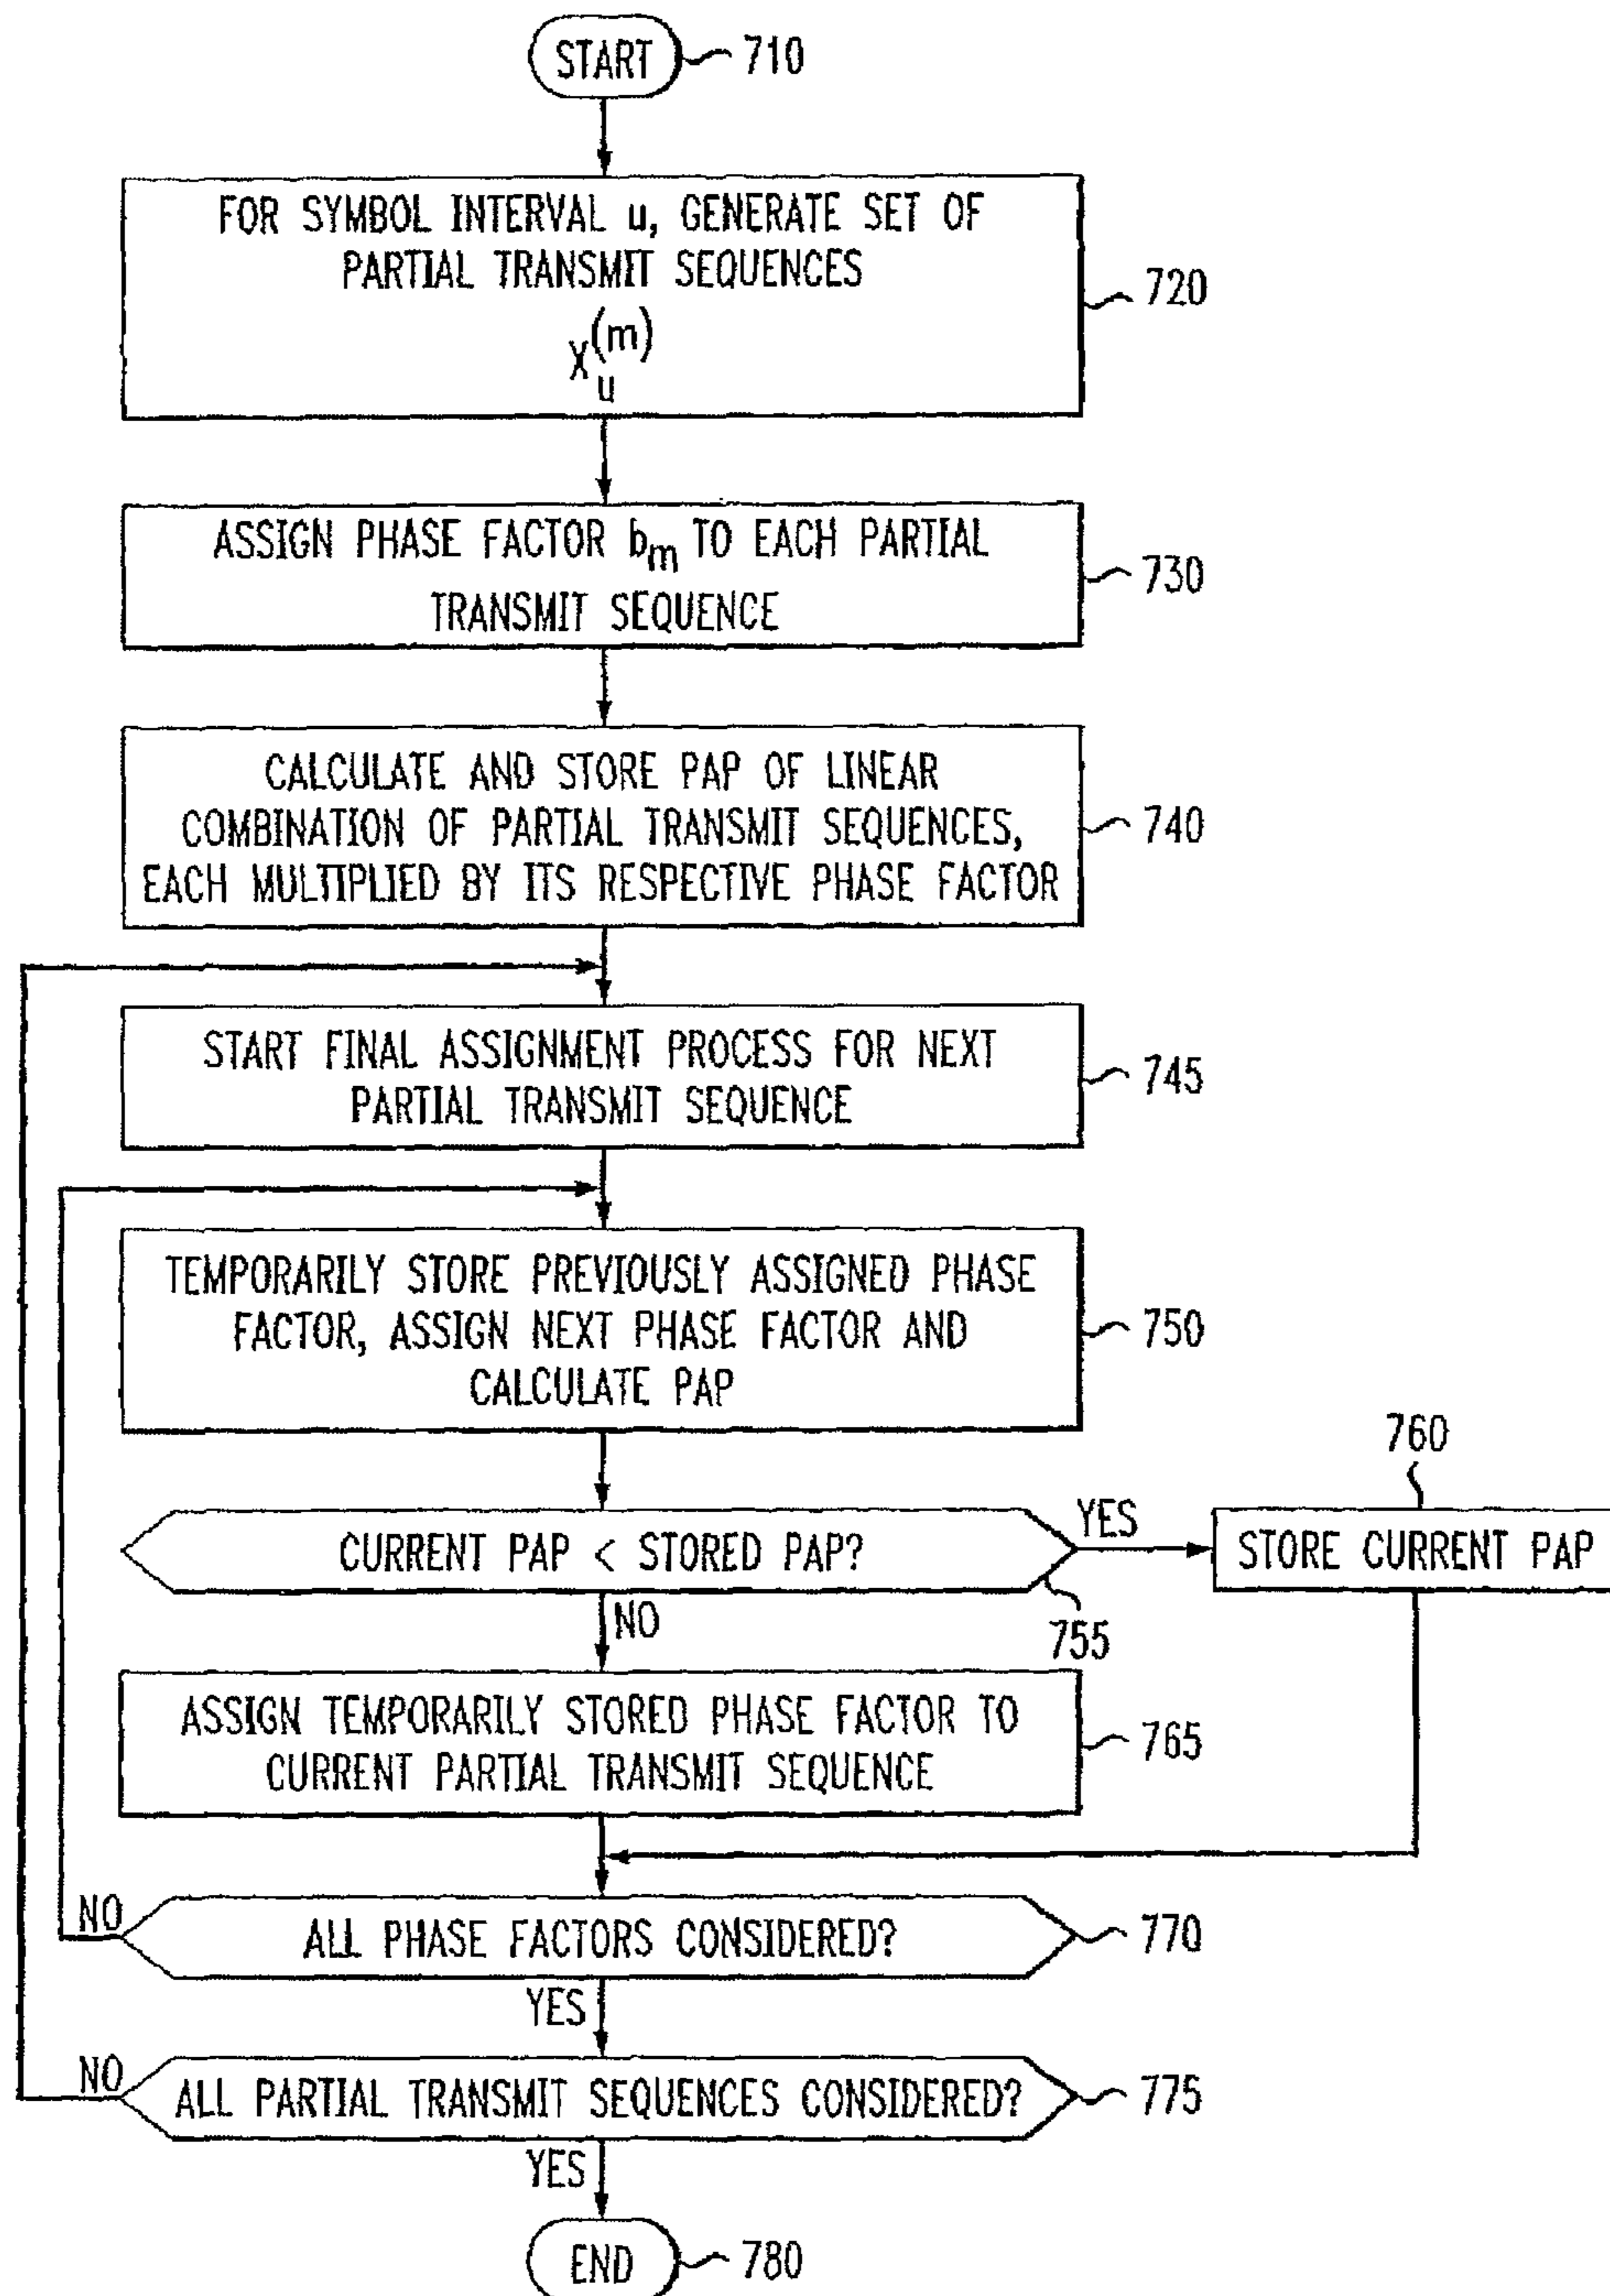 START
710
FOR SYMBOL INTERVAL u, GENERATE SET OF
PARTIAL TRANSMIT SEQUENCES
X_u^(m)
720
ASSIGN PHASE FACTOR b_m TO EACH PARTIAL
TRANSMIT SEQUENCE
730
CALCULATE AND STORE PAP OF LINEAR
COMBINATION OF PARTIAL TRANSMIT SEQUENCES,
EACH MULTIPLIED BY ITS RESPECTIVE PHASE FACTOR
740
START FINAL ASSIGNMENT PROCESS FOR NEXT
PARTIAL TRANSMIT SEQUENCE
745
TEMPORARILY STORE PREVIOUSLY ASSIGNED PHASE
FACTOR, ASSIGN NEXT PHASE FACTOR AND
CALCULATE PAP
750
CURRENT PAP < STORED PAP?
755
YES
760
STORE CURRENT PAP
NO
ASSIGN TEMPORARILY STORED PHASE FACTOR TO
CURRENT PARTIAL TRANSMIT SEQUENCE
765
NO
ALL PHASE FACTORS CONSIDERED?
770
YES
NO
ALL PARTIAL TRANSMIT SEQUENCES CONSIDERED?
775
YES
END
780